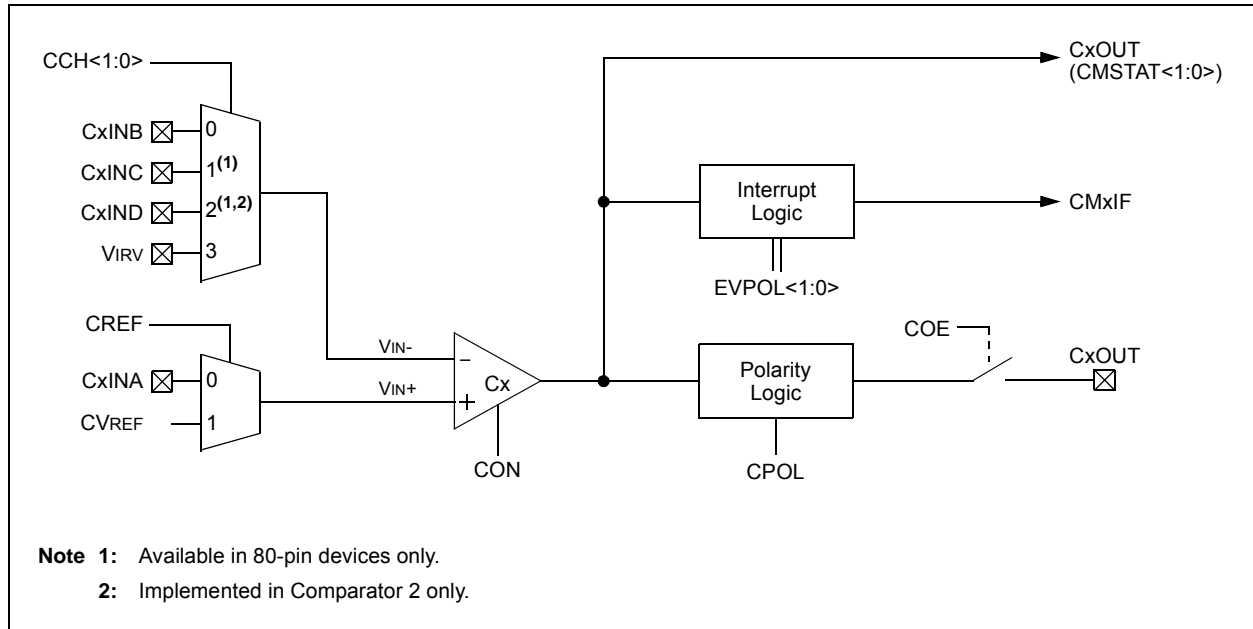 CCH<1:0>
CxINB
0
CxINC
1(1)
CxIND
2(1,2)
VIRV
3
CREF
CxINA
0
CVREF
1
VIN-
VIN+
–
+
Cx
CON
CxOUT
(CMSTAT<1:0>)
Interrupt
Logic
CMxIF
EVPOL<1:0>
COE
CxOUT
Polarity
Logic
CPOL
Note 1: Available in 80-pin devices only.
2: Implemented in Comparator 2 only.